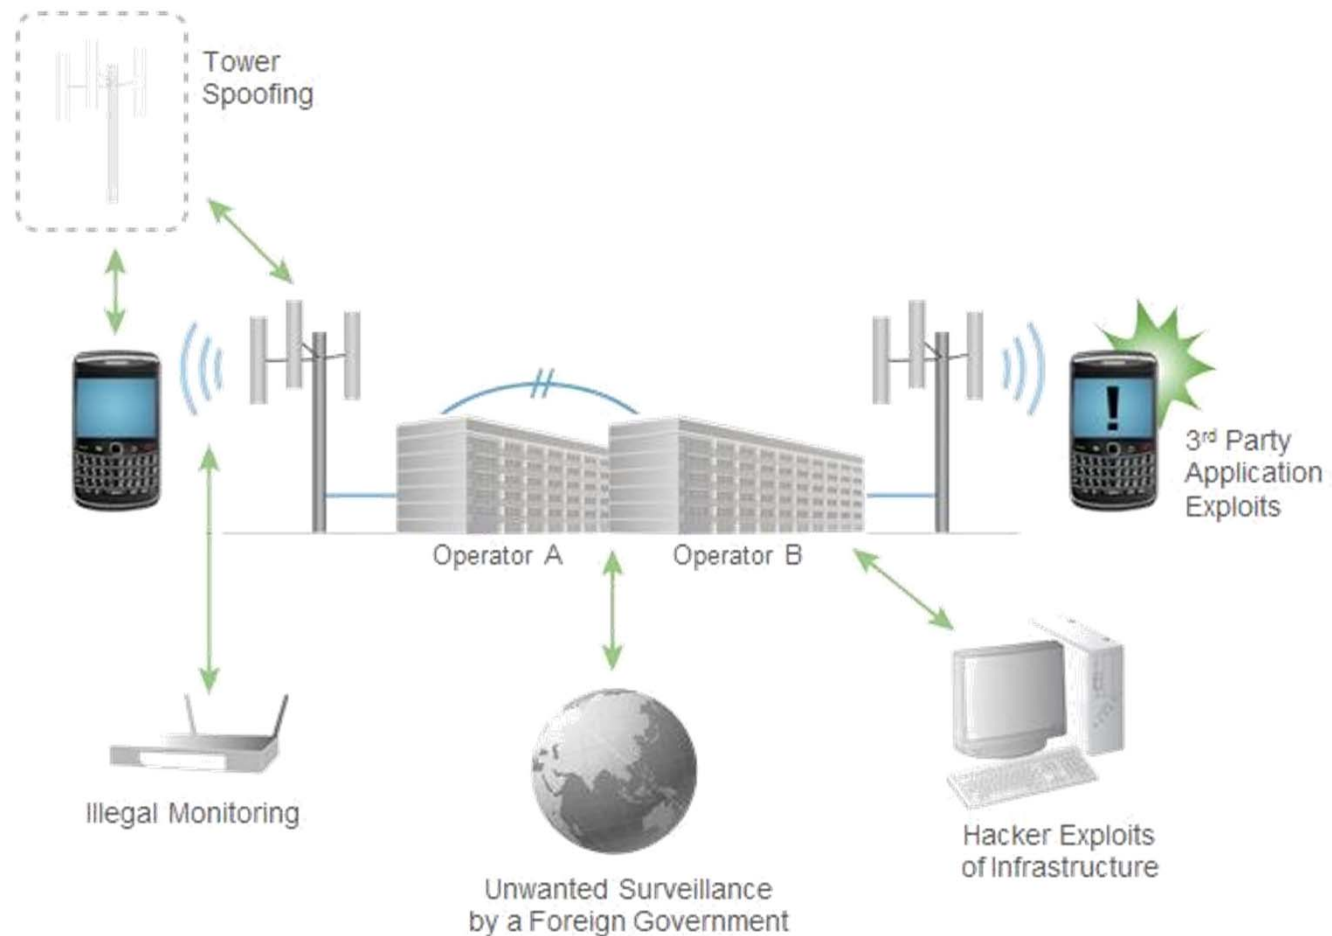 Tower
Spoofing
3rd Party
Application
Exploits
Operator A
Operator B
Illegal Monitoring
Hacker Exploits
of Infrastructure
Unwanted Surveillance
by a Foreign Government